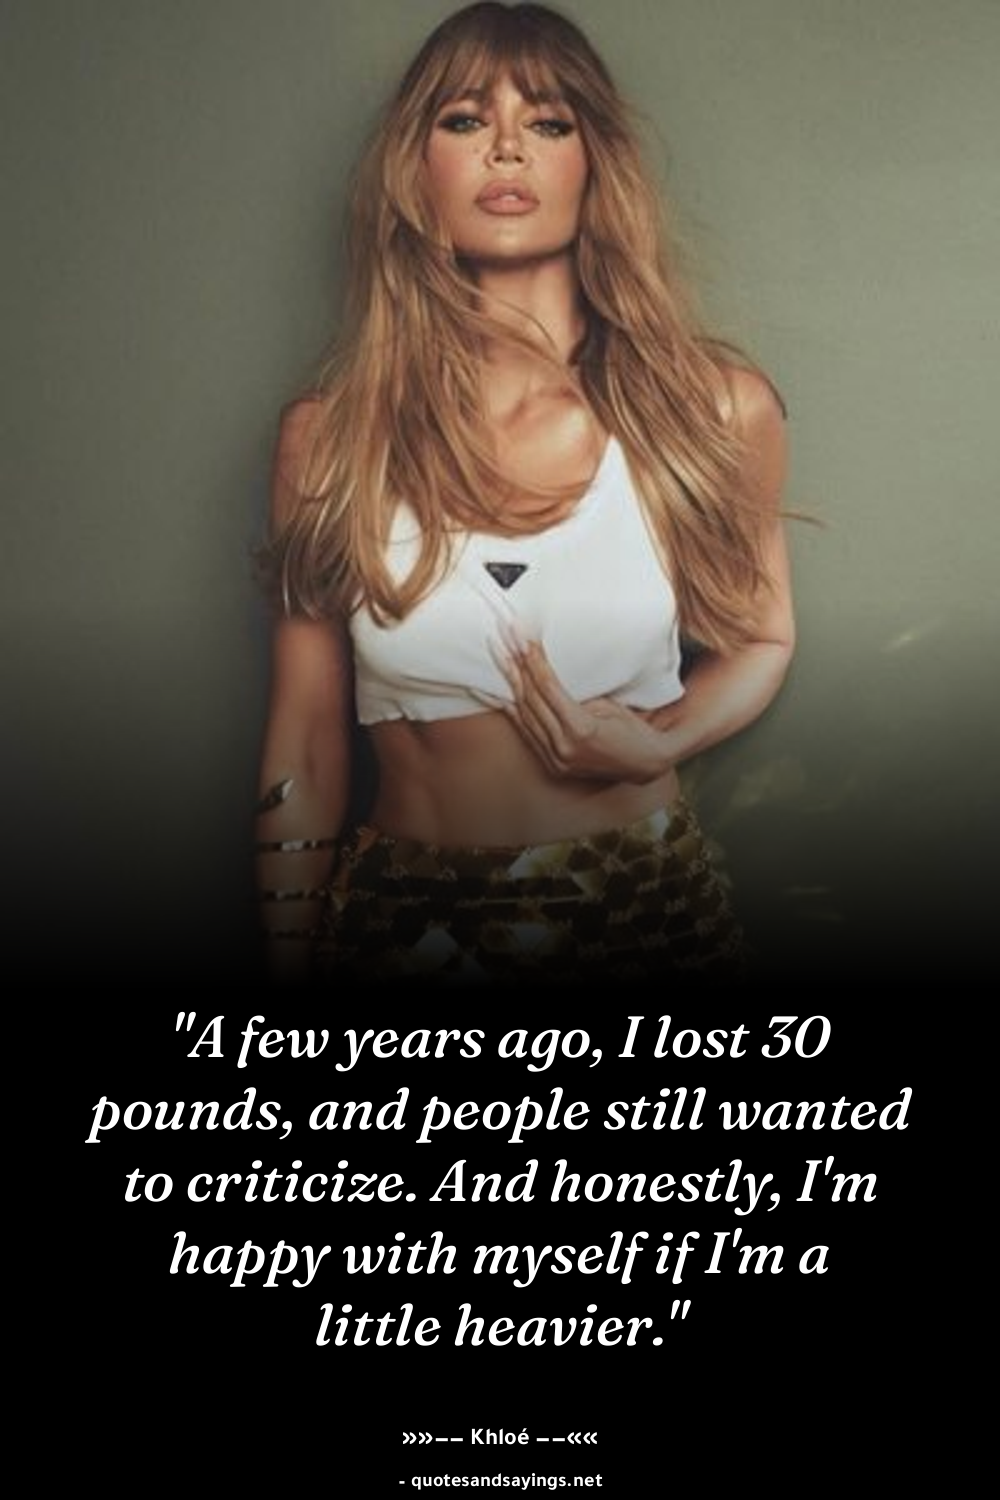 "A few years ago, I lost 30
pounds, and people still wanted
to criticize. And honestly, I'm
happy with myself if I'm a
little heavier."
»»−− Khloé −−««
- quotesandsayings.net